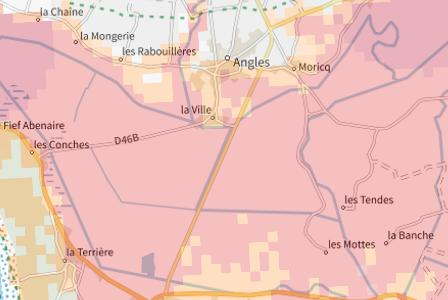 la Chaîne
la Mongerie
les Rabouillères
Angles
Moricq
la Ville
Fief Abenaire
D46B
les Conches
les Tendes
la Banche
les Mottes
la Terrière